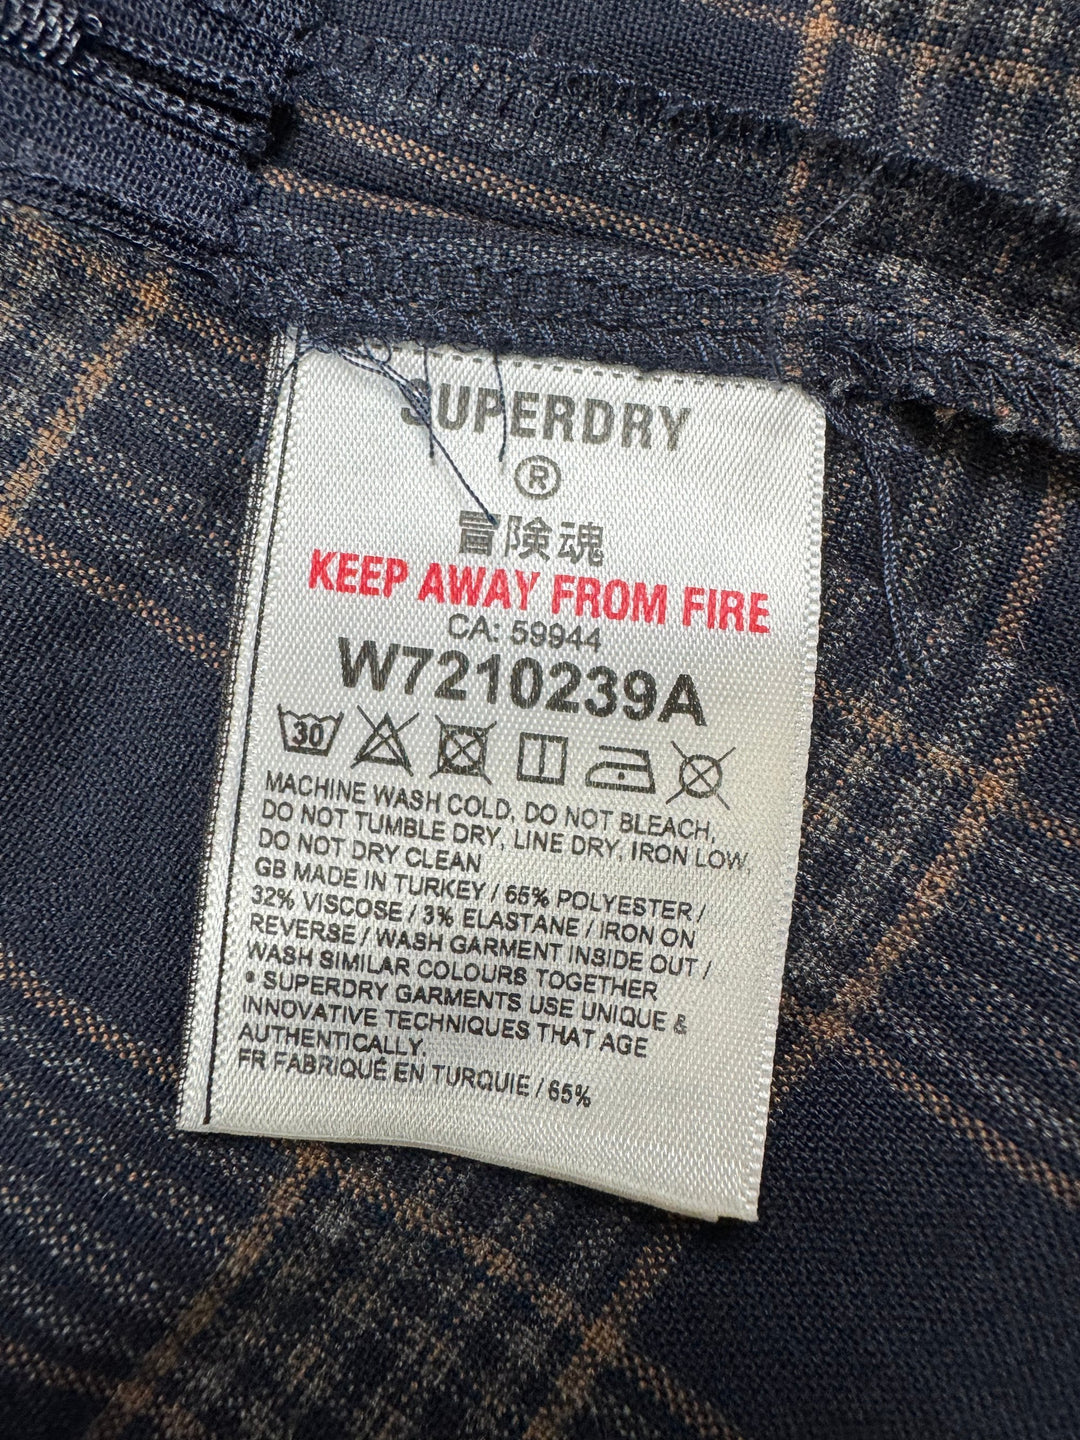 SUPERDRY
®
冒険魂
KEEP AWAY FROM FIRE
CA: 59944
W7210239A
30
MACHINE WASH COLD, DO NOT BLEACH,
DO NOT TUMBLE DRY, LINE DRY, IRON LOW,
DO NOT DRY CLEAN
GB MADE IN TURKEY / 65% POLYESTER /
32% VISCOSE / 3% ELASTANE / IRON ON
REVERSE / WASH GARMENT INSIDE OUT /
WASH SIMILAR COLOURS TOGETHER
• SUPERDRY GARMENTS USE UNIQUE &
INNOVATIVE TECHNIQUES THAT AGE
AUTHENTICALLY.
FR FABRIQUÉ EN TURQUIE / 65%